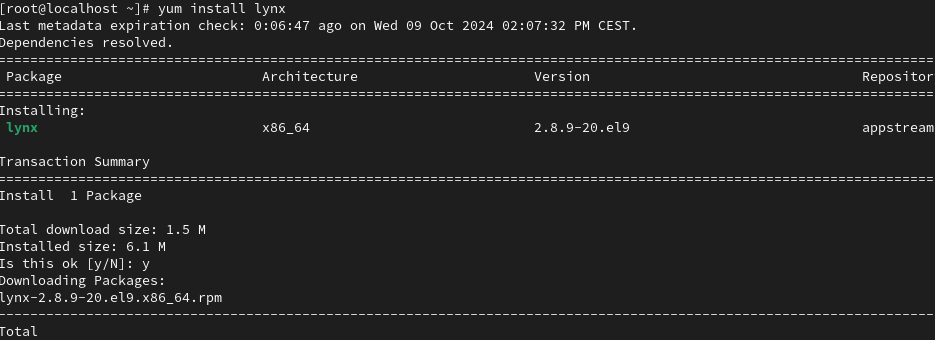 [root@localhost ~]# yum install lynx
Last metadata expiration check: 0:06:47 ago on Wed 09 Oct 2024 02:07:32 PM CEST.
Dependencies resolved.
================================================================================
Package Architecture Version Repositor
================================================================================
Installing:
lynx x86_64 2.8.9-20.el9 appstream

Transaction Summary
================================================================================
Install  1 Package

Total download size: 1.5 M
Installed size: 6.1 M
Is this ok [y/N]: y
Downloading Packages:
lynx-2.8.9-20.el9.x86_64.rpm
--------------------------------------------------------------------------------
Total